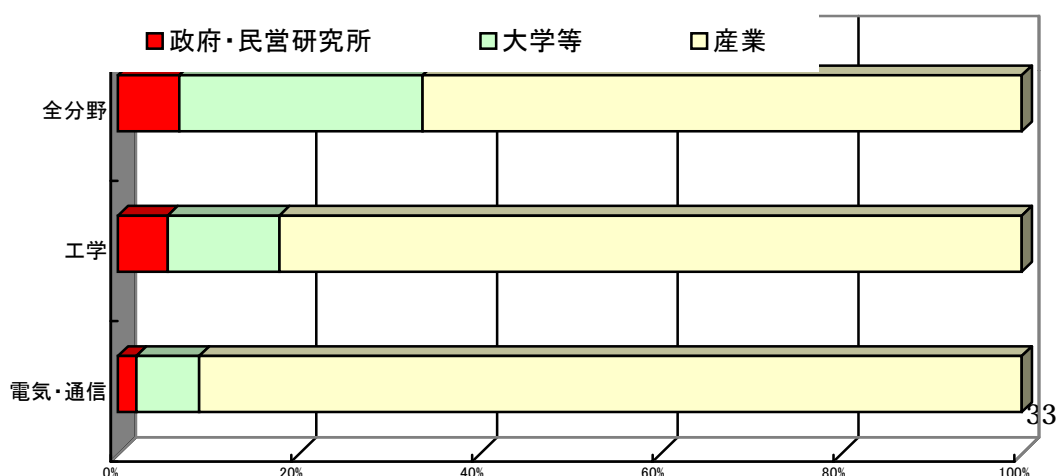 政府・民営研究所 大学等 産業
全分野
工学
電気・通信
33
0% 20% 40% 60% 80% 100%